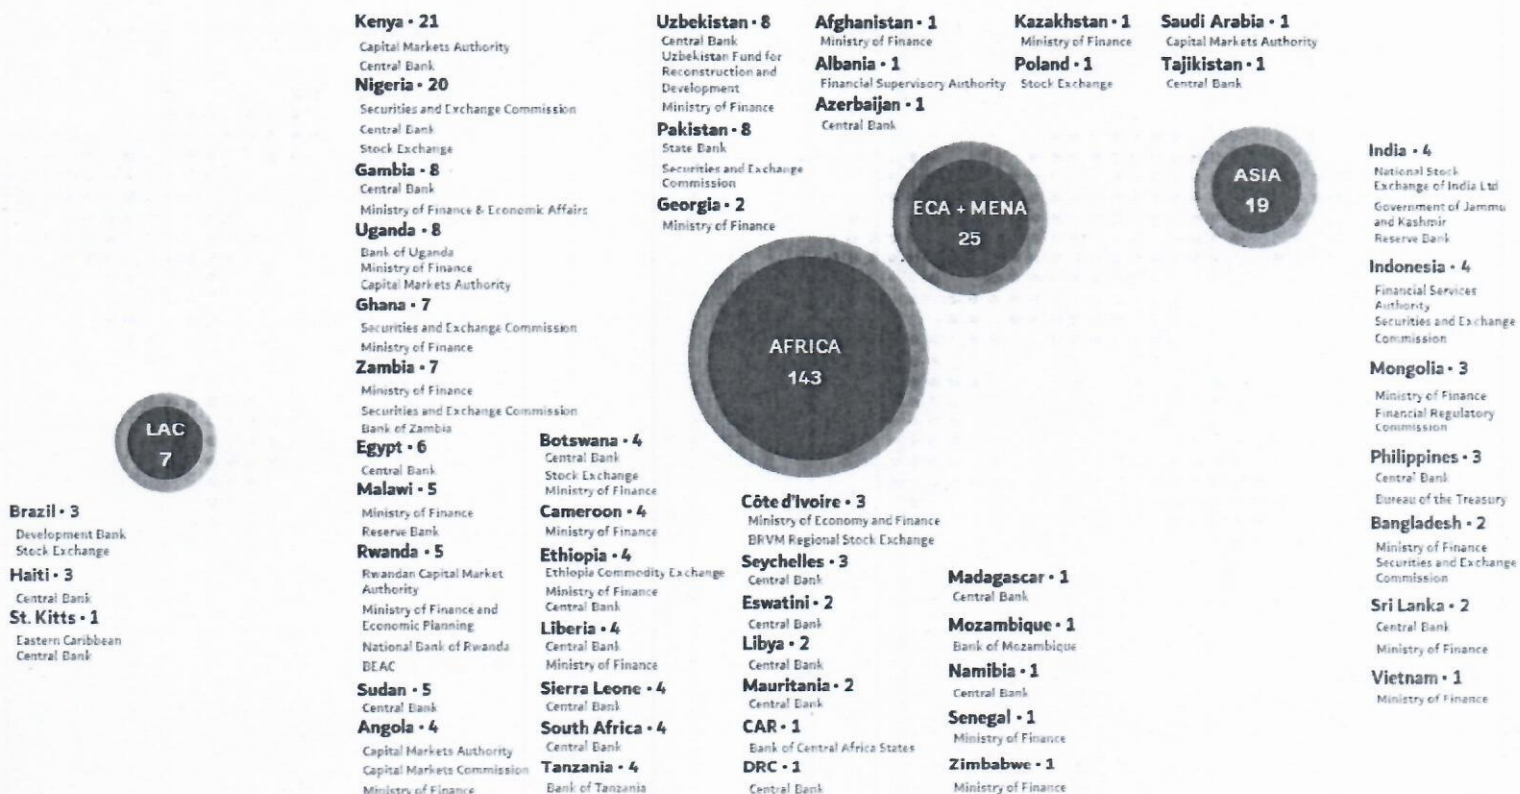 Kenya • 21
Capital Markets Authority
Central Bank
Nigeria • 20
Securities and Exchange Commission
Central Bank
Stock Exchange
Gambia • 8
Central Bank
Ministry of Finance & Economic Affairs
Uganda • 8
Bank of Uganda
Ministry of Finance
Capital Markets Authority
Ghana • 7
Securities and Exchange Commission
Ministry of Finance
Zambia • 7
Ministry of Finance
Securities and Exchange Commission
Bank of Zambia
Egypt • 6
Central Bank
Malawi • 5
Ministry of Finance
Reserve Bank
Rwanda • 5
Rwandan Capital Market
Authority
Ministry of Finance and
Economic Planning
National Bank of Rwanda
BEAC
Sudan • 5
Central Bank
Angola • 4
Capital Markets Authority
Capital Markets Commission
Ministry of Finance
Botswana • 4
Central Bank
Stock Exchange
Ministry of Finance
Cameroon • 4
Ministry of Finance
Ethiopia • 4
Ethiopia Commodity Exchange
Ministry of Finance
Central Bank
Liberia • 4
Central Bank
Ministry of Finance
Sierra Leone • 4
Central Bank
South Africa • 4
Central Bank
Tanzania • 4
Bank of Tanzania
Uzbekistan • 8
Central Bank
Uzbekistan Fund for
Reconstruction and
Development
Ministry of Finance
Pakistan • 8
State Bank
Securities and Exchange
Commission
Georgia • 2
Ministry of Finance
Afghanistan • 1
Ministry of Finance
Albania • 1
Financial Supervisory Authority
Azerbaijan • 1
Central Bank
Kazakhstan • 1
Ministry of Finance
Poland • 1
Stock Exchange
Saudi Arabia • 1
Capital Markets Authority
Tajikistan • 1
Central Bank
ECA + MENA
25
ASIA
19
AFRICA
143
LAC
7
Brazil • 3
Development Bank
Stock Exchange
Haiti • 3
Central Bank
St. Kitts • 1
Eastern Caribbean
Central Bank
Côte d'Ivoire • 3
Ministry of Economy and Finance
BRVM Regional Stock Exchange
Seychelles • 3
Central Bank
Eswatini • 2
Central Bank
Libya • 2
Central Bank
Mauritania • 2
Central Bank
CAR • 1
Bank of Central Africa States
DRC • 1
Central Bank
Madagascar • 1
Central Bank
Mozambique • 1
Bank of Mozambique
Namibia • 1
Central Bank
Senegal • 1
Ministry of Finance
Zimbabwe • 1
Ministry of Finance
India • 4
National Stock
Exchange of India Ltd
Government of Jammu
and Kashmir
Reserve Bank
Indonesia • 4
Financial Services
Authority
Securities and Exchange
Commission
Mongolia • 3
Ministry of Finance
Financial Regulatory
Commission
Philippines • 3
Central Bank
Bureau of the Treasury
Bangladesh • 2
Ministry of Finance
Securities and Exchange
Commission
Sri Lanka • 2
Central Bank
Ministry of Finance
Vietnam • 1
Ministry of Finance